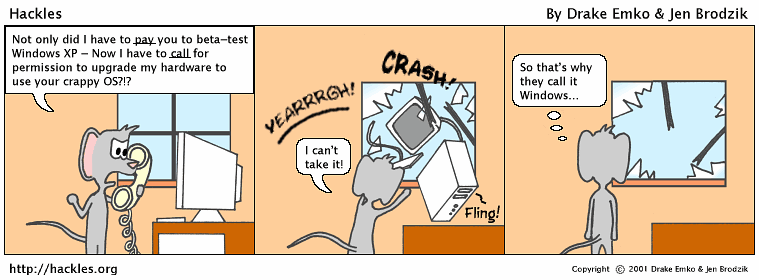 Hackles
By Drake Emko & Jen Brodzik
Not only did I have to pay you to beta-test
Windows XP – Now I have to call for
permission to upgrade my hardware to
use your crappy OS?!?
YEARRRGH!
CRASH!
I can't
take it!
Fling!
So that's why
they call it
Windows...
http://hackles.org
Copyright © 2001 Drake Emko & Jen Brodzik